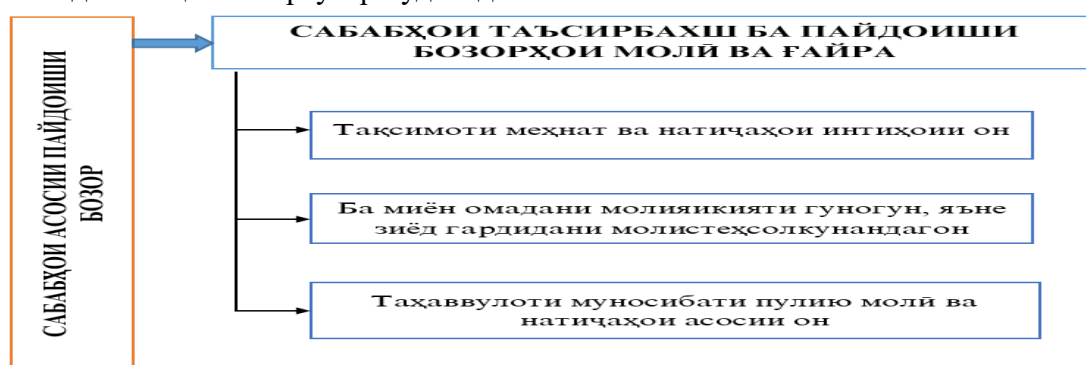 САБАБҲОИ АСОСИИ ПАЙДОИШИ
БОЗОР
САБАБҲОИ ТАЪСИРБАХШ БА ПАЙДОИШИ
БОЗОРҲОИ МОЛӢ ВА ҒАЙРА
Тақсимоти меҳнат ва натиҷаҳои интиҳоии он
Ба миён омадани молияикияти гуногун, яъне
зиёд гардидани молистеҳсолкунандагон
Таҳаввулоти муносибати пулию молӣ ва
натиҷаҳои асосии он